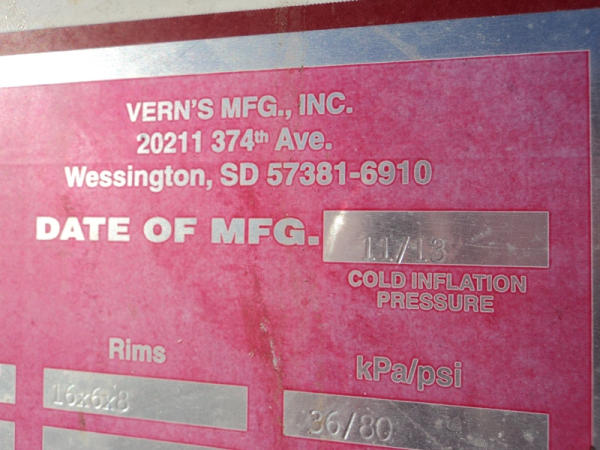 VERN'S MFG., INC.
20211 374th Ave.
Wessington, SD 57381-6910
DATE OF MFG. 11/13
COLD INFLATION
PRESSURE
Rims
kPa/psi
16x6x8
36/80